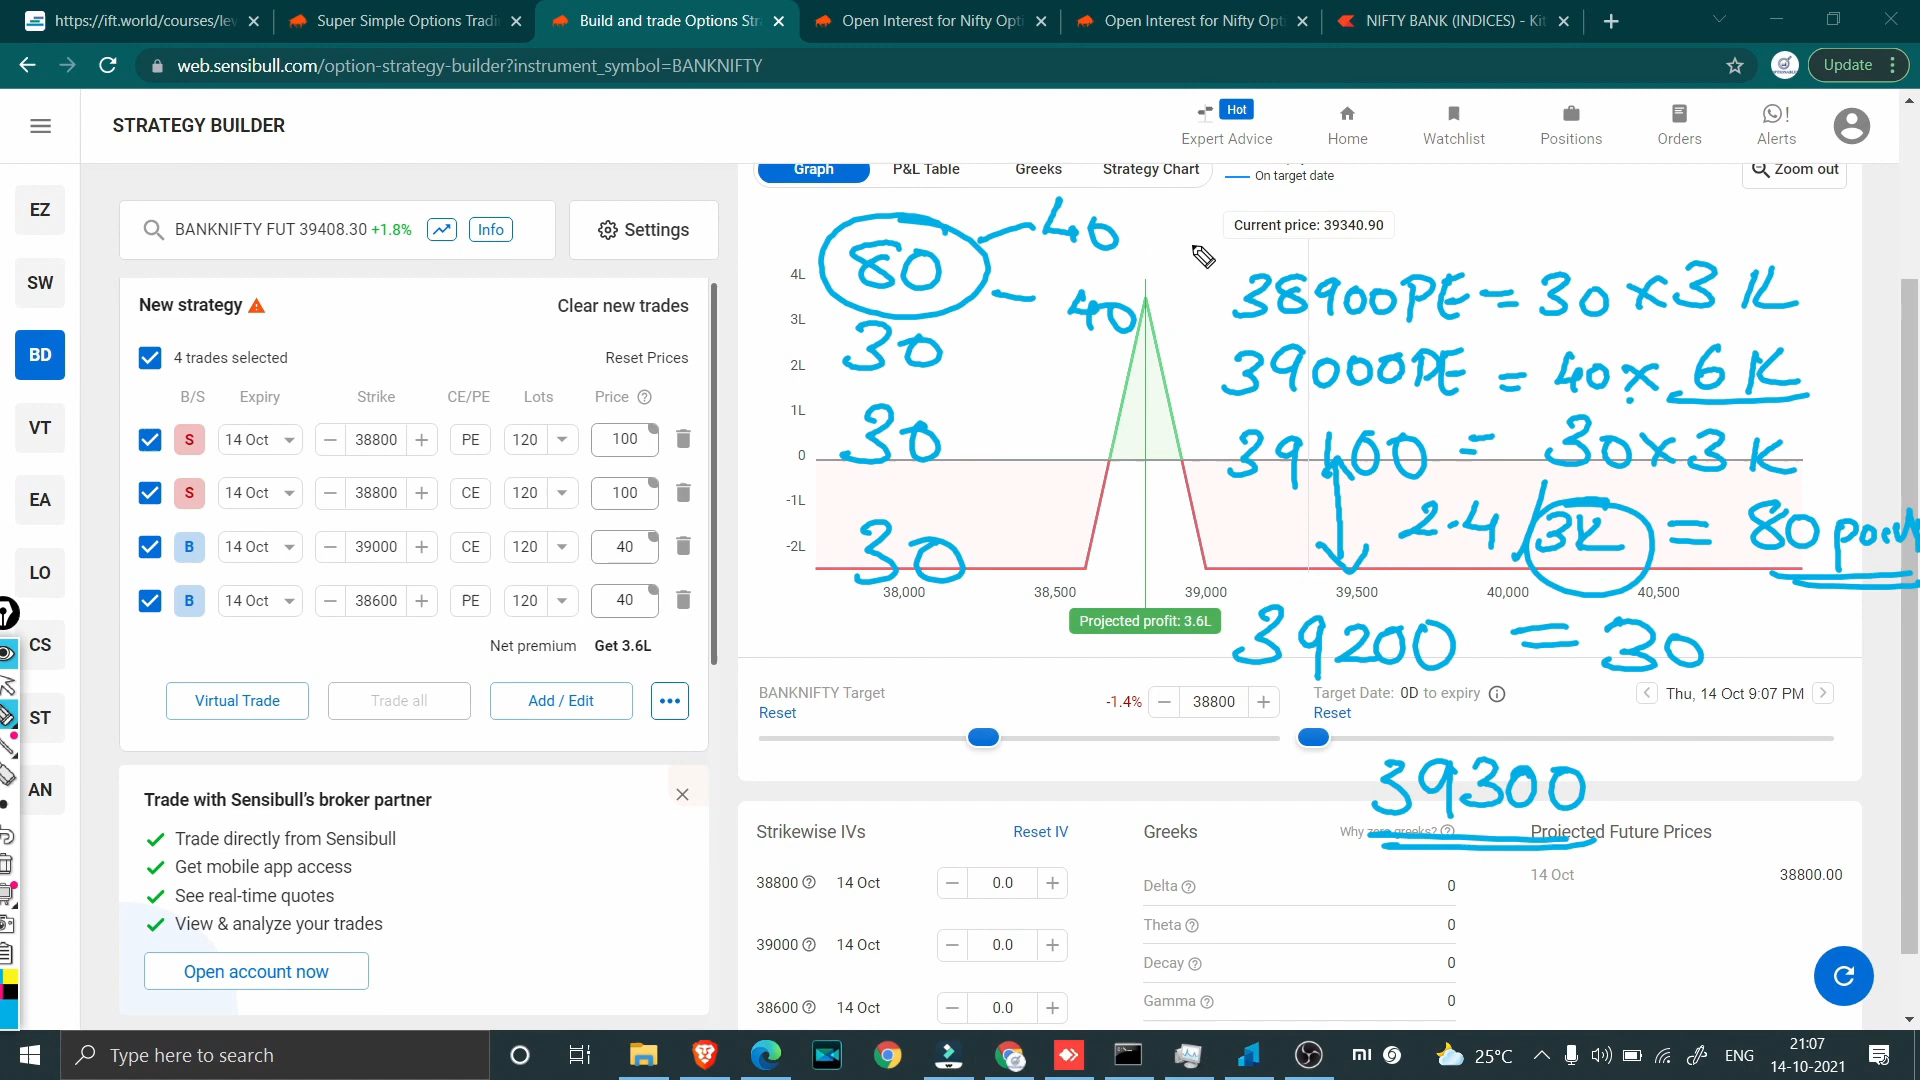 https://ift.world/courses/lev
Super Simple Options Tradi
Build and trade Options Str
Open Interest for Nifty Opti
Open Interest for Nifty Opt
NIFTY BANK (INDICES) - Kit
web.sensibull.com/option-strategy-builder?instrument_symbol=BANKNIFTY
Update
STRATEGY BUILDER
Hot
Expert Advice
Home
Watchlist
Positions
Orders
Alerts
EZ
SW
BD
VT
EA
LO
CS
ST
AN
BANKNIFTY FUT 39408.30 +1.8%
Info
Settings
New strategy
Clear new trades
4 trades selected
Reset Prices
B/S Expiry Strike CE/PE Lots Price
S 14 Oct 38800 PE 120 100
S 14 Oct 38800 CE 120 100
B 14 Oct 39000 CE 120 40
B 14 Oct 38600 PE 120 40
Net premium Get 3.6L
Virtual Trade
Trade all
Add / Edit
Trade with Sensibull's broker partner
Trade directly from Sensibull
Get mobile app access
See real-time quotes
View & analyze your trades
Open account now
Graph
P&L Table
Greeks
Strategy Chart
On target date
Zoom out
Current price: 39340.90
4L
3L
2L
1L
0
-1L
-2L
38,000 38,500 39,000 39,500 40,000 40,500
Projected profit: 3.6L
80
40
40
30
30
30
38900PE = 30 x 3 K
39000PE = 40 x .6 K
39100 = 30 x 3 K
2.4 / 3K = 80
39200 = 30
39300
BANKNIFTY Target
Reset
-1.4%
38800
Target Date: 0D to expiry
Reset
Thu, 14 Oct 9:07 PM
Strikewise IVs
Reset IV
38800 14 Oct 0.0
39000 14 Oct 0.0
38600 14 Oct 0.0
Greeks
Why zero greeks?
Delta 0
Theta 0
Decay 0
Gamma 0
Projected Future Prices
14 Oct 38800.00
Type here to search
25°C
ENG
21:07
14-10-2021